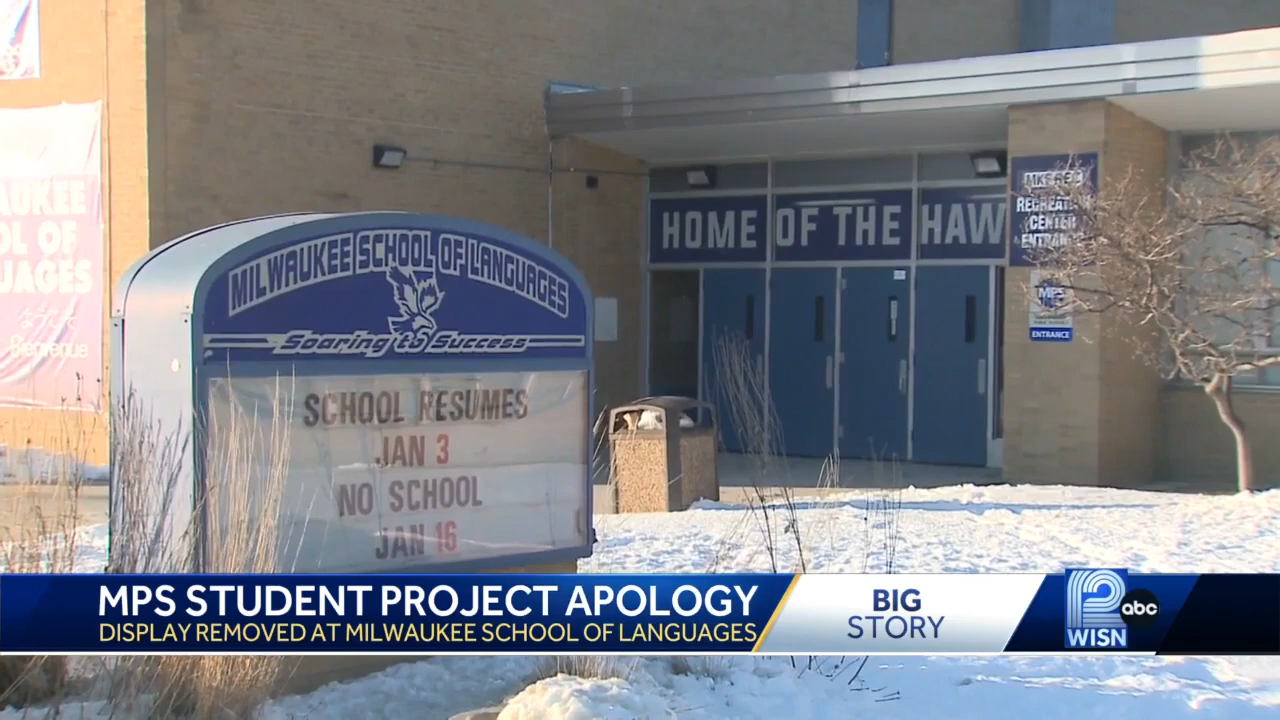 AUKEE
OL OF
UAGES
Bienvenue
MILWAUKEE SCHOOL OF LANGUAGES
Soaring to Success
SCHOOL RESUMES
JAN 3
NO SCHOOL
JAN 16
HOME OF THE HAW
MKE REC
RECREATION
CENTER
ENTRANCE
MPS
ENTRANCE
MPS STUDENT PROJECT APOLOGY
DISPLAY REMOVED AT MILWAUKEE SCHOOL OF LANGUAGES
BIG
STORY
12
abc
WISN